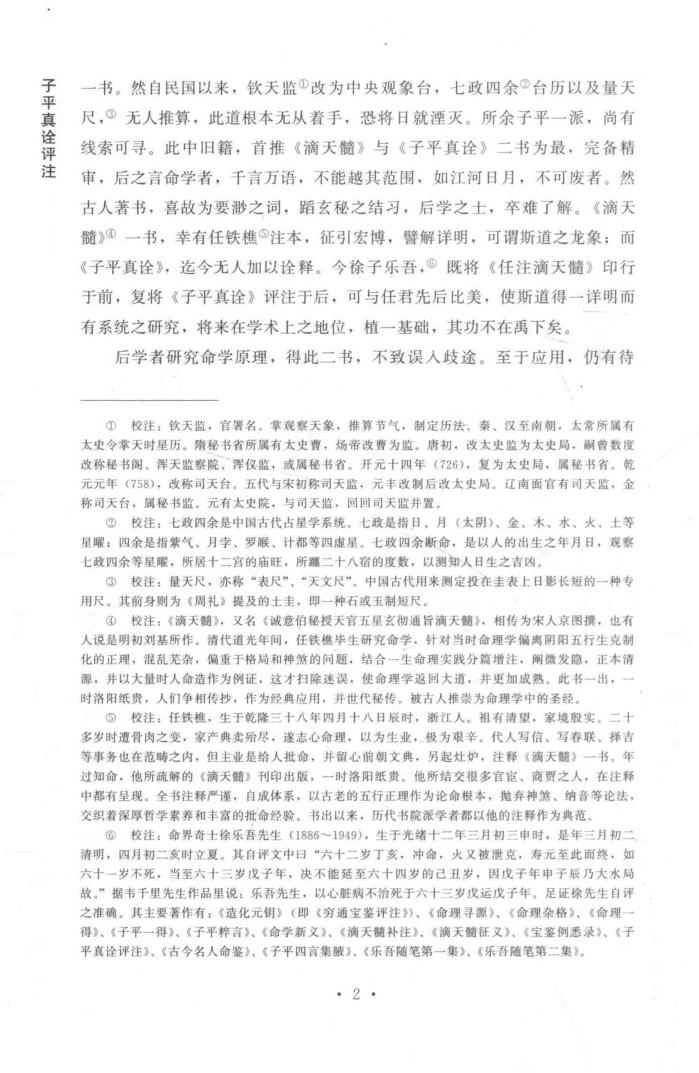 子平真诠评注
一书。然自民国以来，钦天监①改为中央观象台，七政四余②台历以及量天
尺，③ 无人推算，此道根本无从着手，恐将日就湮灭。所余子平一派，尚有
线索可寻。此中旧籍，首推《滴天髓》与《子平真诠》二书为最，完备精
审，后之言命学者，千言万语，不能越其范围，如江河日月，不可废者。然
古人著书，喜故为要渺之词，蹈玄秘之结习，后学之士，卒难了解。《滴天
髓》④ 一书，幸有任铁樵⑤注本，征引宏博，譬解详明，可谓斯道之龙象；而
《子平真诠》，迄今无人加以诠释。今徐子乐吾，⑥ 既将《任注滴天髓》印行
于前，复将《子平真诠》评注于后，可与任君先后比美，使斯道得一详明而
有系统之研究，将来在学术上之地位，植一基础，其功不在禹下矣。
后学者研究命学原理，得此二书，不致误入歧途。至于应用，仍有待
① 校注：钦天监，官署名。掌观察天象，推算节气，制定历法。秦、汉至南朝，太常所属有
太史令掌天时星历。隋秘书省所属有太史曹，炀帝改曹为监。唐初，改太史监为太史局，嗣曾数度
改称秘书阁、浑天监察院、浑仪监，或属秘书省。开元十四年（726），复为太史局，属秘书省。乾
元元年（758），改称司天台。五代与宋初称司天监，元丰改制后改太史局。辽南面官有司天监，金
称司天台，属秘书监。元有太史院，与司天监，回回司天监并置。
② 校注：七政四余是中国古代占星学系统。七政是指日、月（太阴）、金、木、水、火、土等
星曜；四余是指紫气、月孛、罗睺、计都等四虚星。七政四余断命，是以人的出生之年月日，观察
七政四余等星曜，所居十二宫的庙旺，所躔二十八宿的度数，以测知人日生之吉凶。
③ 校注：量天尺，亦称“表尺”、“天文尺”。中国古代用来测定投在圭表上日影长短的一种专
用尺。其前身则为《周礼》提及的土圭，即一种石或玉制短尺。
④ 校注：《滴天髓》，又名《诚意伯秘授天官五星玄彻通旨滴天髓》，相传为宋人京图撰，也有
人说是明初刘基所作。清代道光年间，任铁樵毕生研究命学，针对当时命理学偏离阴阳五行生克制
化的正理，混乱芜杂，偏重于格局和神煞的问题，结合一生命理实践分篇增注，阐微发隐，正本清
源，并以大量时人命造作为例证，这才扫除迷误，使命理学返回大道，并更加成熟。此书一出，一
时洛阳纸贵，人们争相传抄，作为经典应用，并世代秘传。被古人推崇为命理学中的圣经。
⑤ 校注：任铁樵，生于乾隆三十八年四月十八日辰时，浙江人。祖有清望，家境殷实。二十
多岁时遭骨肉之变，家产典卖殆尽，遂志心命理，以为生业，极为艰辛。代人写信、写春联、择吉
等事务也在范畴之内，但主业是给人批命，并留心前朝文典，另起灶炉，注释《滴天髓》一书。年
过知命，他所疏解的《滴天髓》刊印出版，一时洛阳纸贵。他所结交很多官宦、商贾之人，在注释
中都有呈现。全书注释严谨，自成体系，以古老的五行正理作为论命根本，抛弃神煞、纳音等论法，
交织着深厚哲学素养和丰富的批命经验。书出以来，历代书院派学者都以他的注释作为典范。
⑥ 校注：命界奇士徐乐吾先生（1886～1949），生于光绪十二年三月初三申时，是年三月初二
清明，四月初二亥时立夏。其自评文中曰“六十二岁丁亥，冲命，火又被泄克，寿元至此而终，如
六十一岁不死，当至六十三岁戊子年，决不能延至六十四岁的己丑岁，因戊子年申子辰乃大水局
故。”据韦千里先生作品里说：乐吾先生，以心脏病不治死于六十三岁戊运戊子年。足证徐先生自评
之准确。其主要著作有：《造化元钥》（即《穷通宝鉴评注》）、《命理寻源》、《命理杂格》、《命理一
得》、《子平一得》、《子平粹言》、《命学新义》、《滴天髓补注》、《滴天髓征义》、《宝鉴例悉录》、《子
平真诠评注》、《古今名人命鉴》、《子平四言集腋》、《乐吾随笔第一集》、《乐吾随笔第二集》。
• 2 •